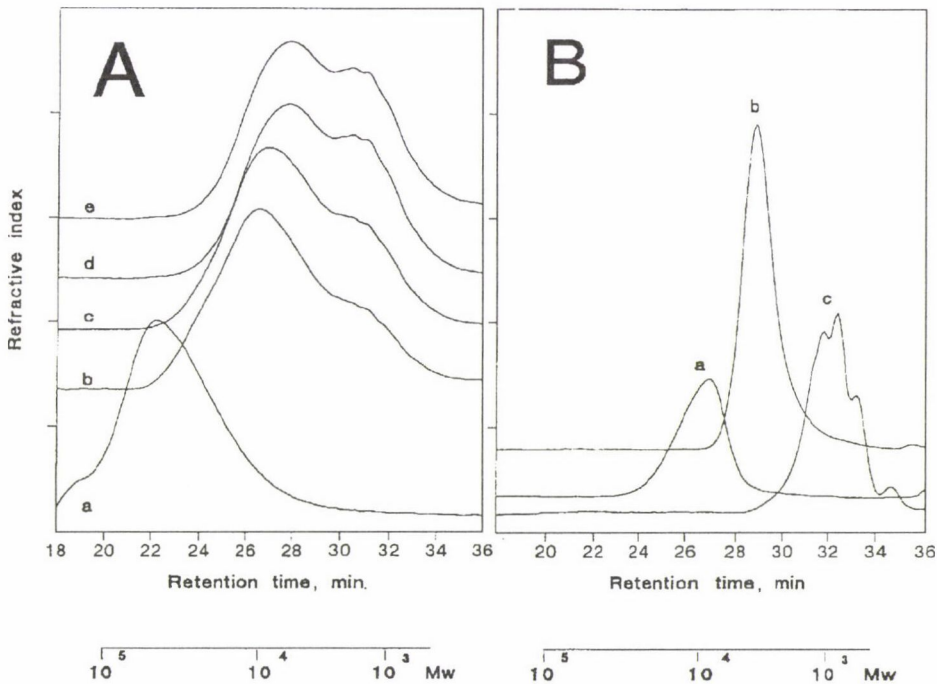 A
B
Refractive index
e
d
c
b
a
b
a
c
18 20 22 24 26 28 30 32 34 36
20 22 24 26 28 30 32 34 36
Retention time, min.
Retention time, min
10 5 10 4 10 3 Mw
10 5 10 4 10 3 Mw